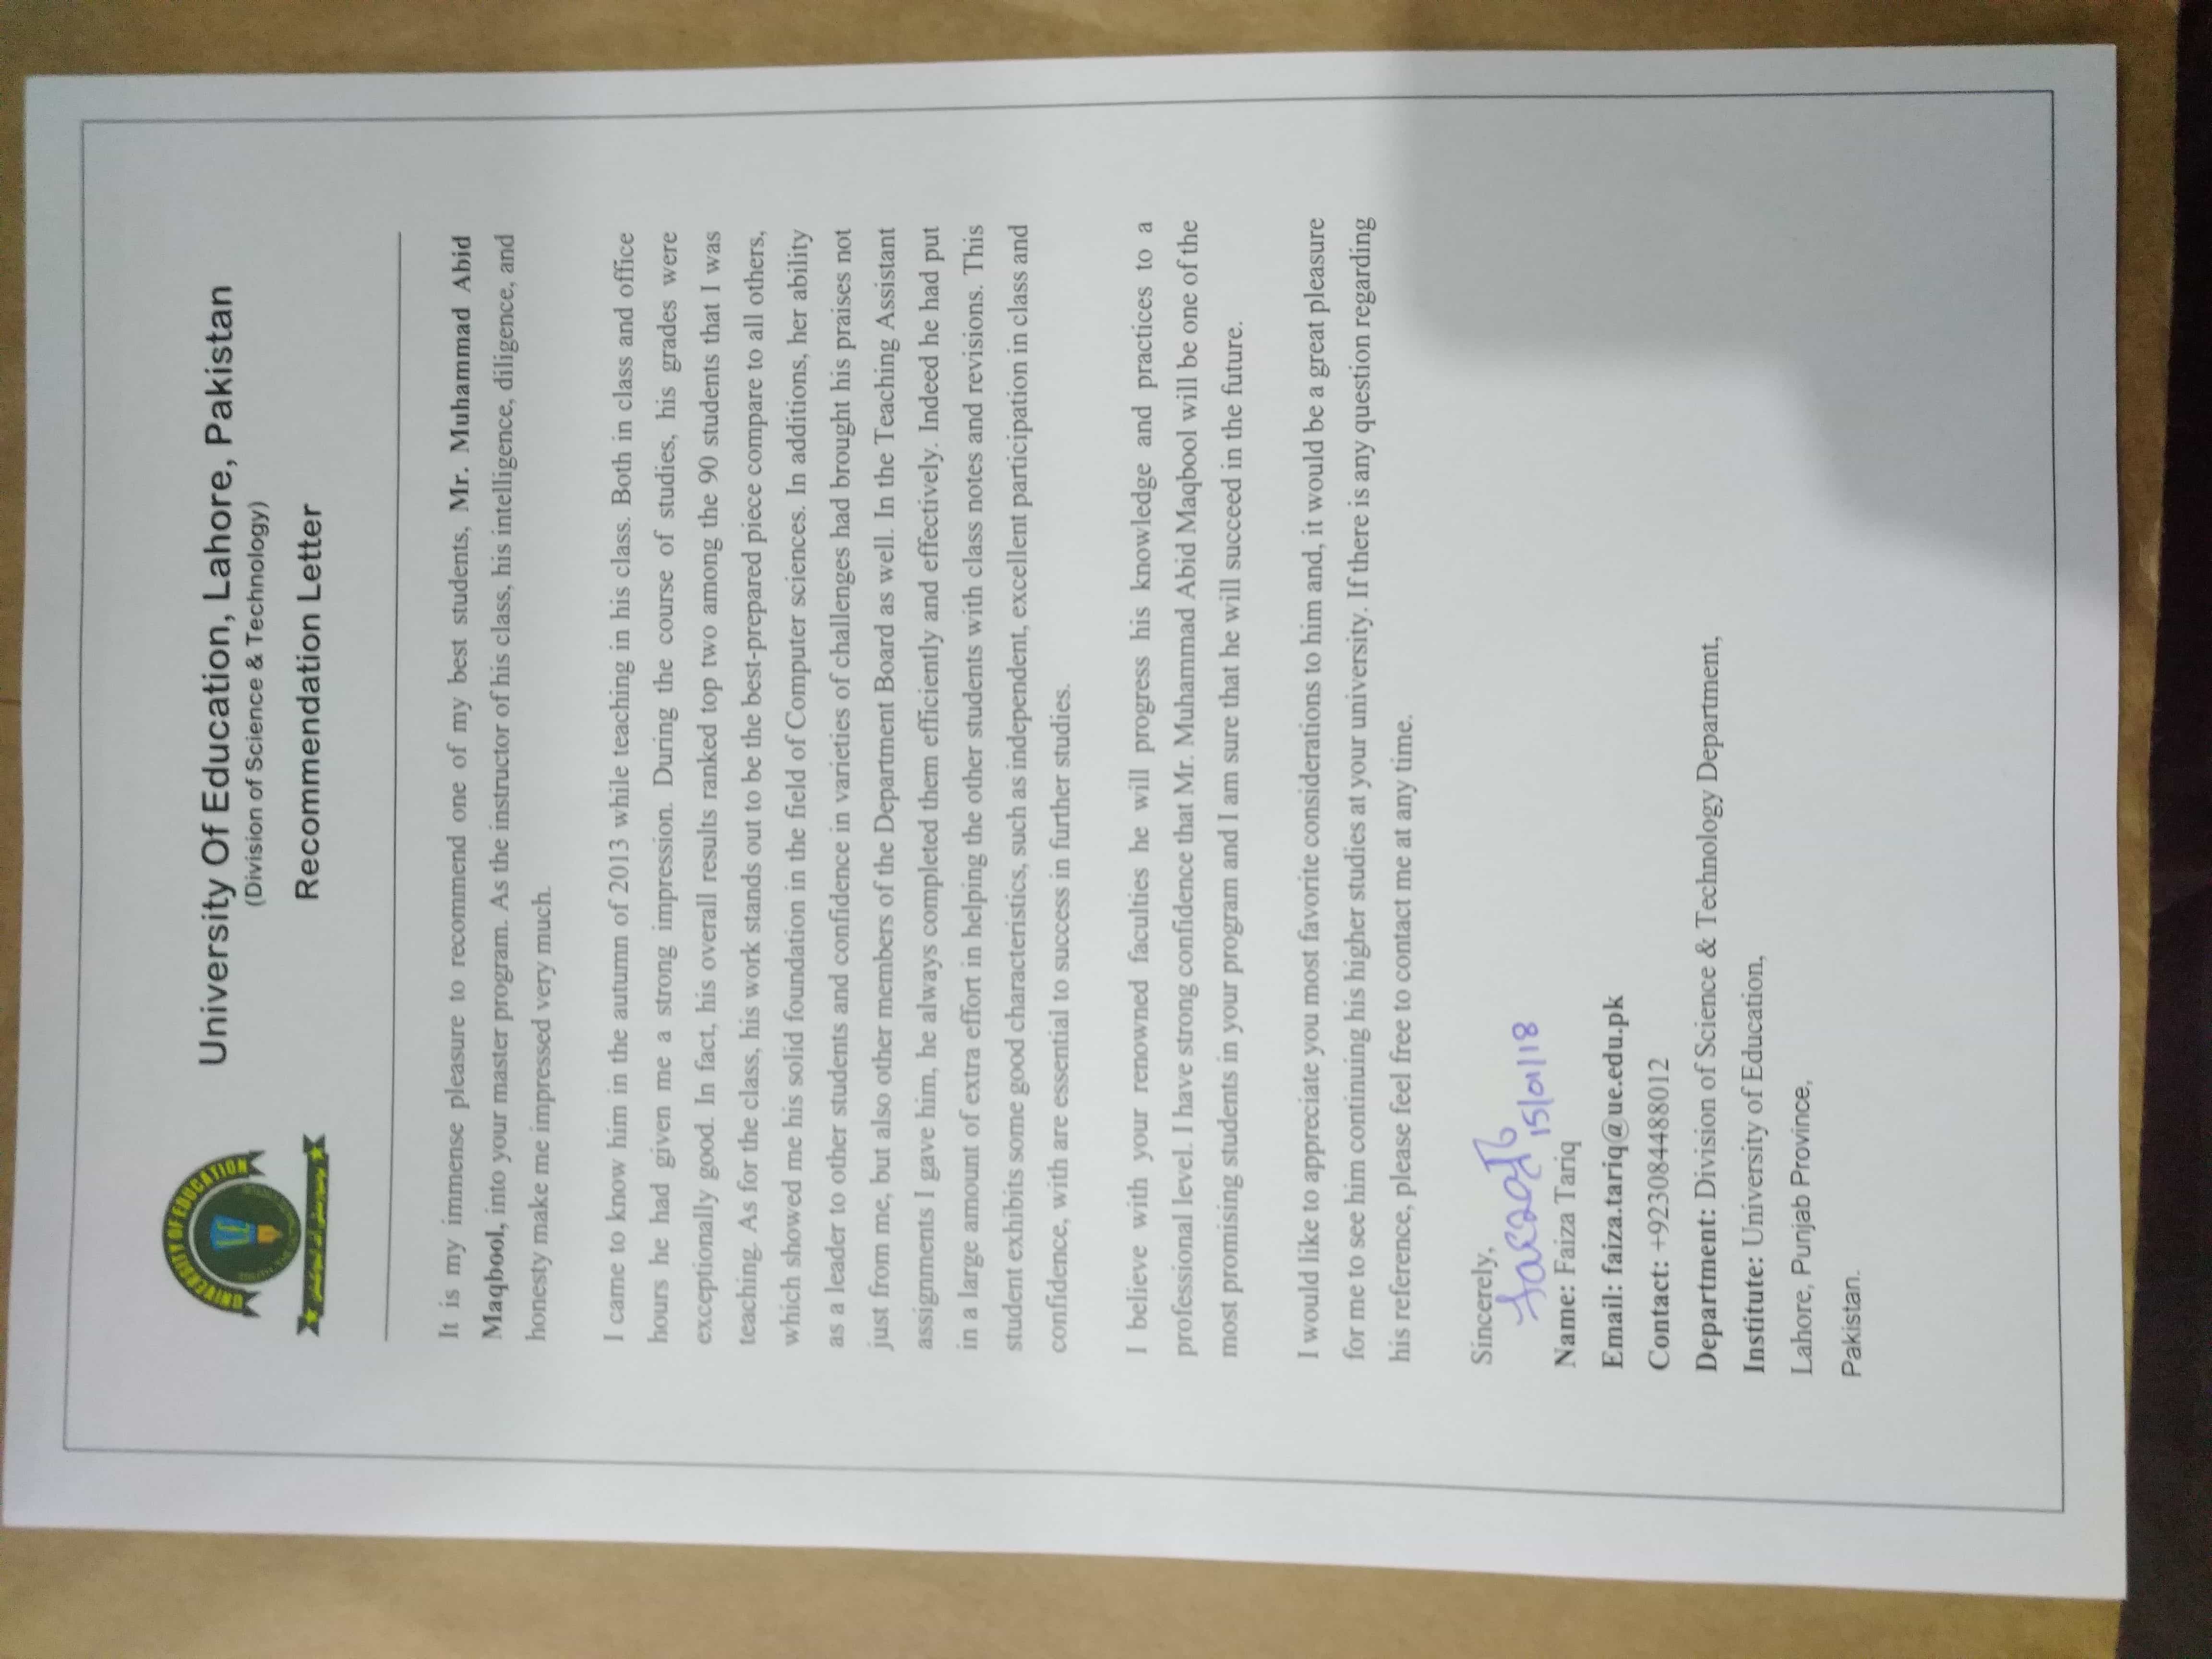 UNIVERSITY OF EDUCATION
University Of Education, Lahore, Pakistan
(Division of Science & Technology)
Recommendation Letter
It is my immense pleasure to recommend one of my best students, Mr. Muhammad Abid
Maqbool, into your master program. As the instructor of his class, his intelligence, diligence, and
honesty make me impressed very much.
I came to know him in the autumn of 2013 while teaching in his class. Both in class and office
hours he had given me a strong impression. During the course of studies, his grades were
exceptionally good. In fact, his overall results ranked top two among the 90 students that I was
teaching. As for the class, his work stands out to be the best-prepared piece compare to all others,
which showed me his solid foundation in the field of Computer sciences. In additions, her ability
as a leader to other students and confidence in varieties of challenges had brought his praises not
just from me, but also other members of the Department Board as well. In the Teaching Assistant
assignments I gave him, he always completed them efficiently and effectively. Indeed he had put
in a large amount of extra effort in helping the other students with class notes and revisions. This
student exhibits some good characteristics, such as independent, excellent participation in class and
confidence, with are essential to success in further studies.
I believe with your renowned faculties he will progress his knowledge and practices to a
professional level. I have strong confidence that Mr. Muhammad Abid Maqbool will be one of the
most promising students in your program and I am sure that he will succeed in the future.
I would like to appreciate you most favorite considerations to him and, it would be a great pleasure
for me to see him continuing his higher studies at your university. If there is any question regarding
his reference, please feel free to contact me at any time.
Sincerely,
15/01/18
Name: Faiza Tariq
Email: faiza.tariq@ue.edu.pk
Contact: +923084488012
Department: Division of Science & Technology Department,
Institute: University of Education,
Lahore, Punjab Province,
Pakistan.